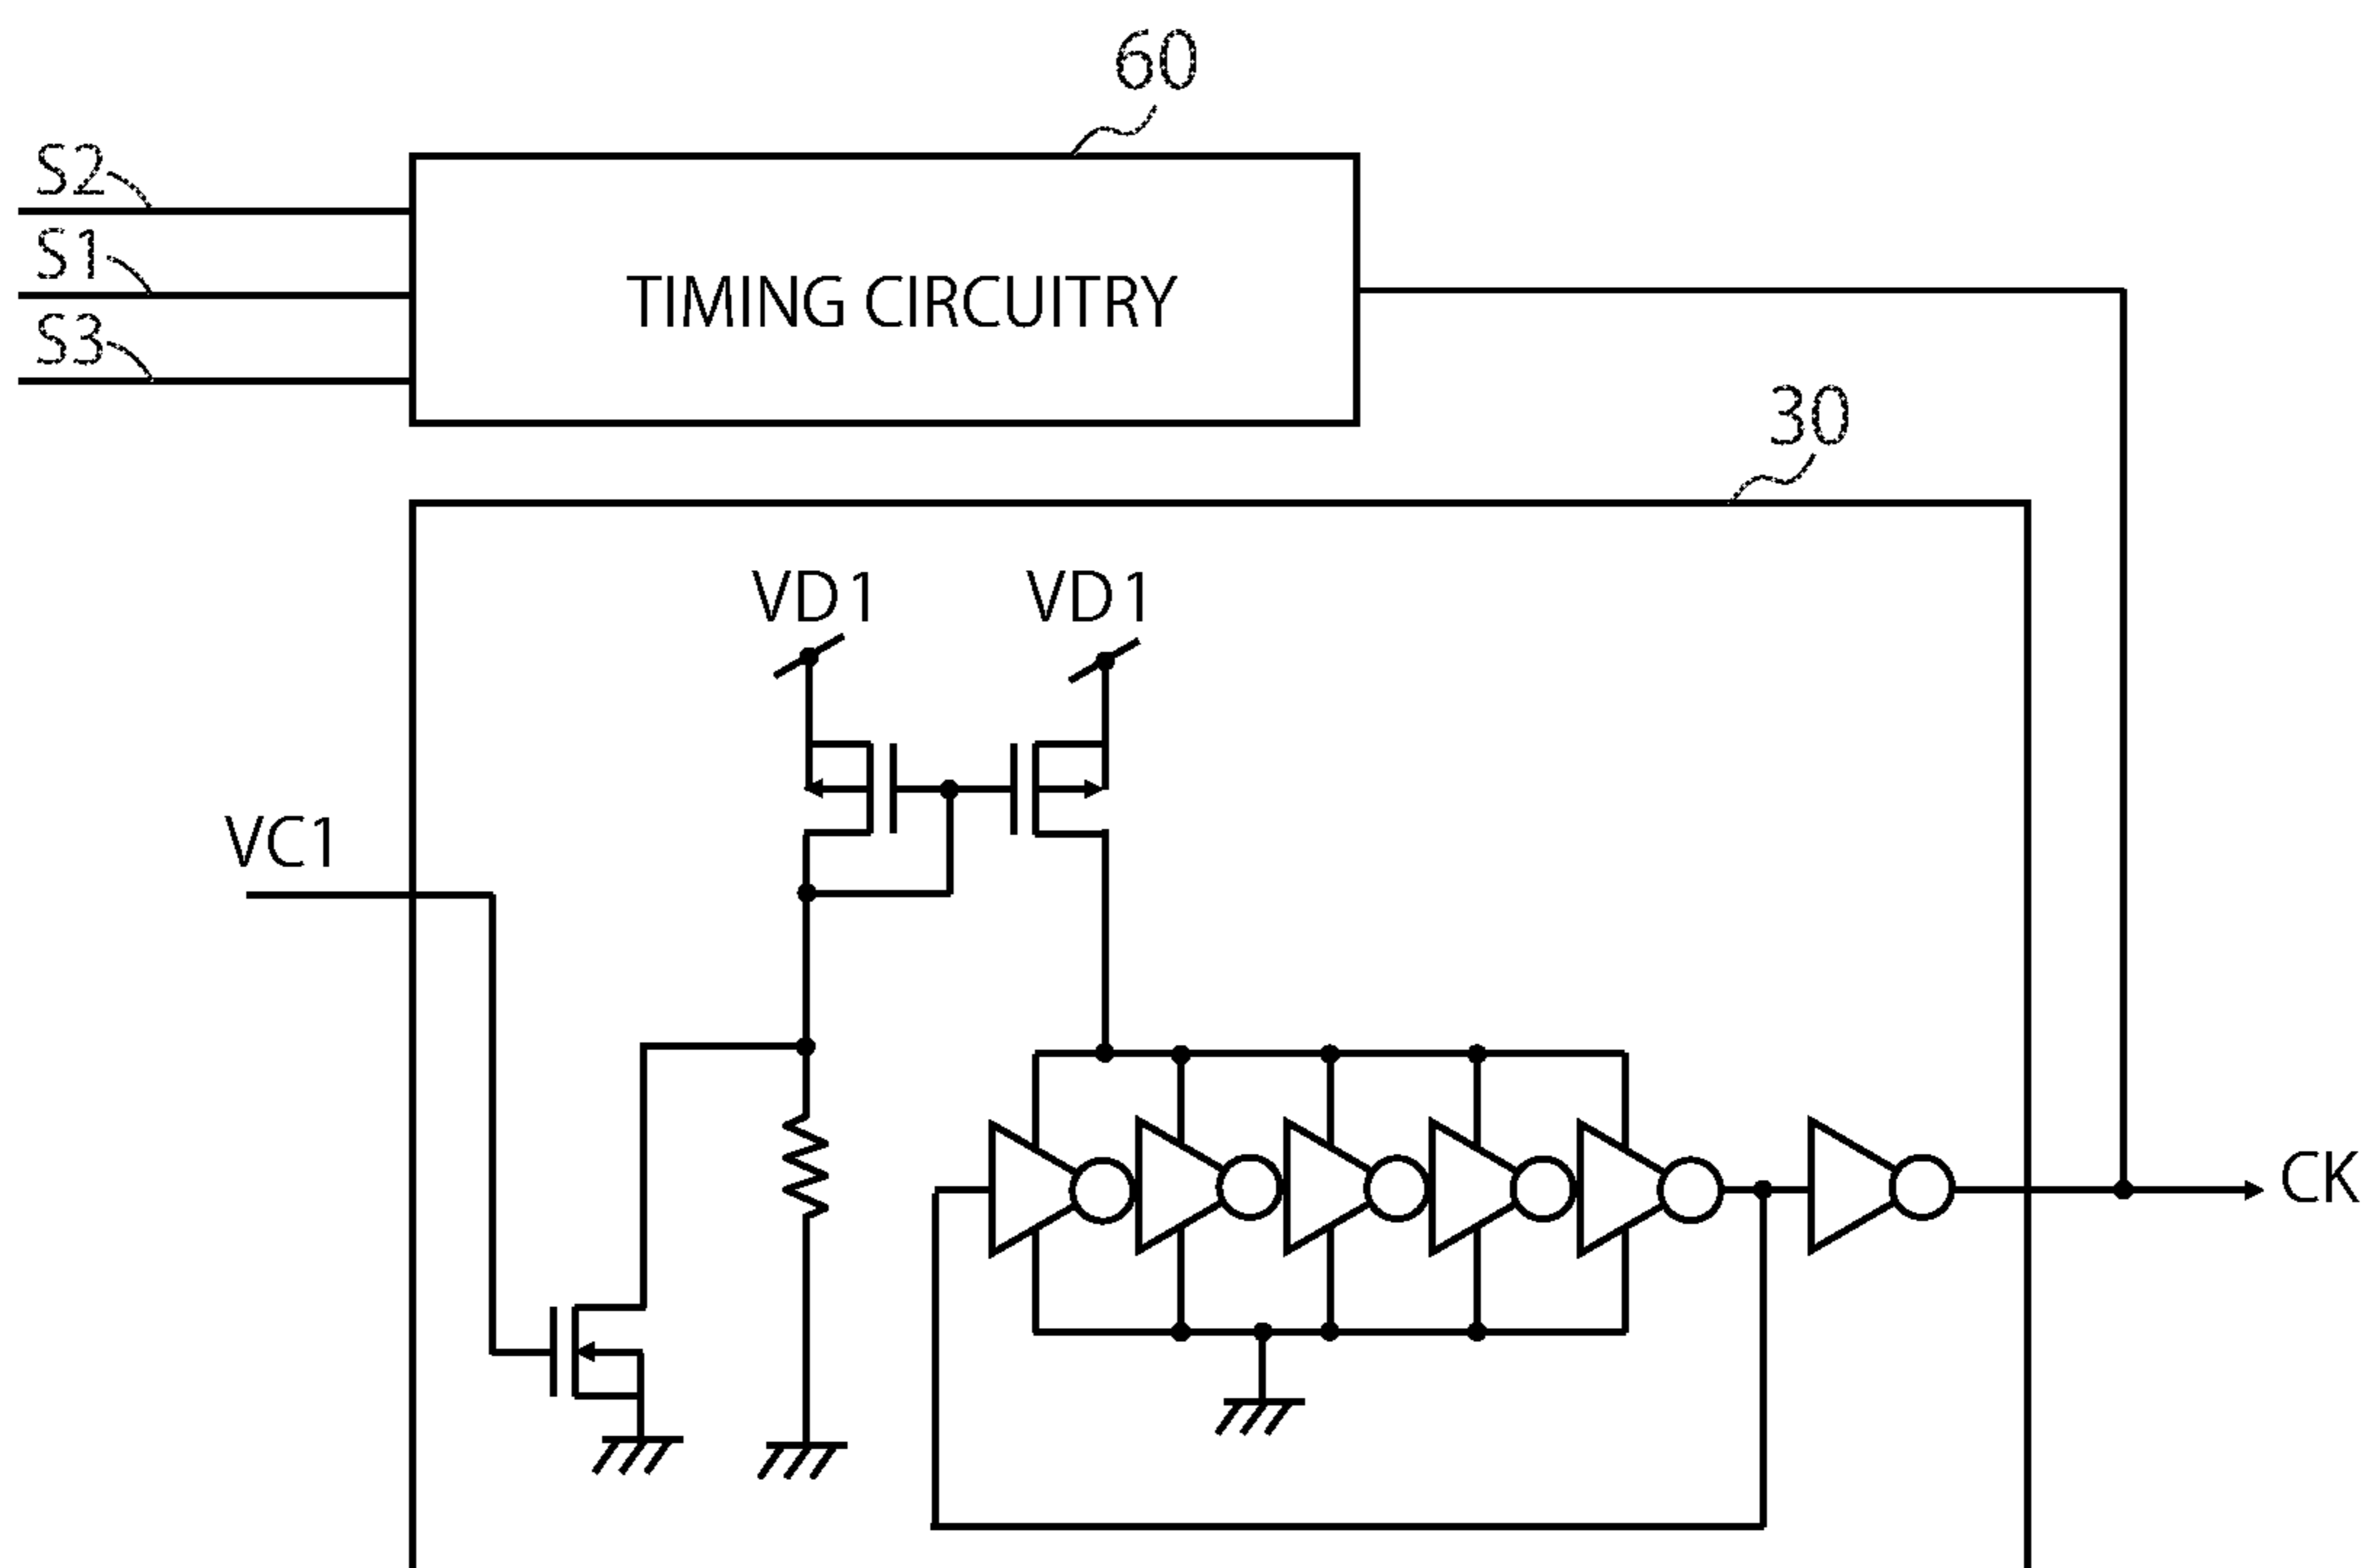 60
S2
S1
TIMING CIRCUITRY
S3
30
VD1 VD1
VC1
CK